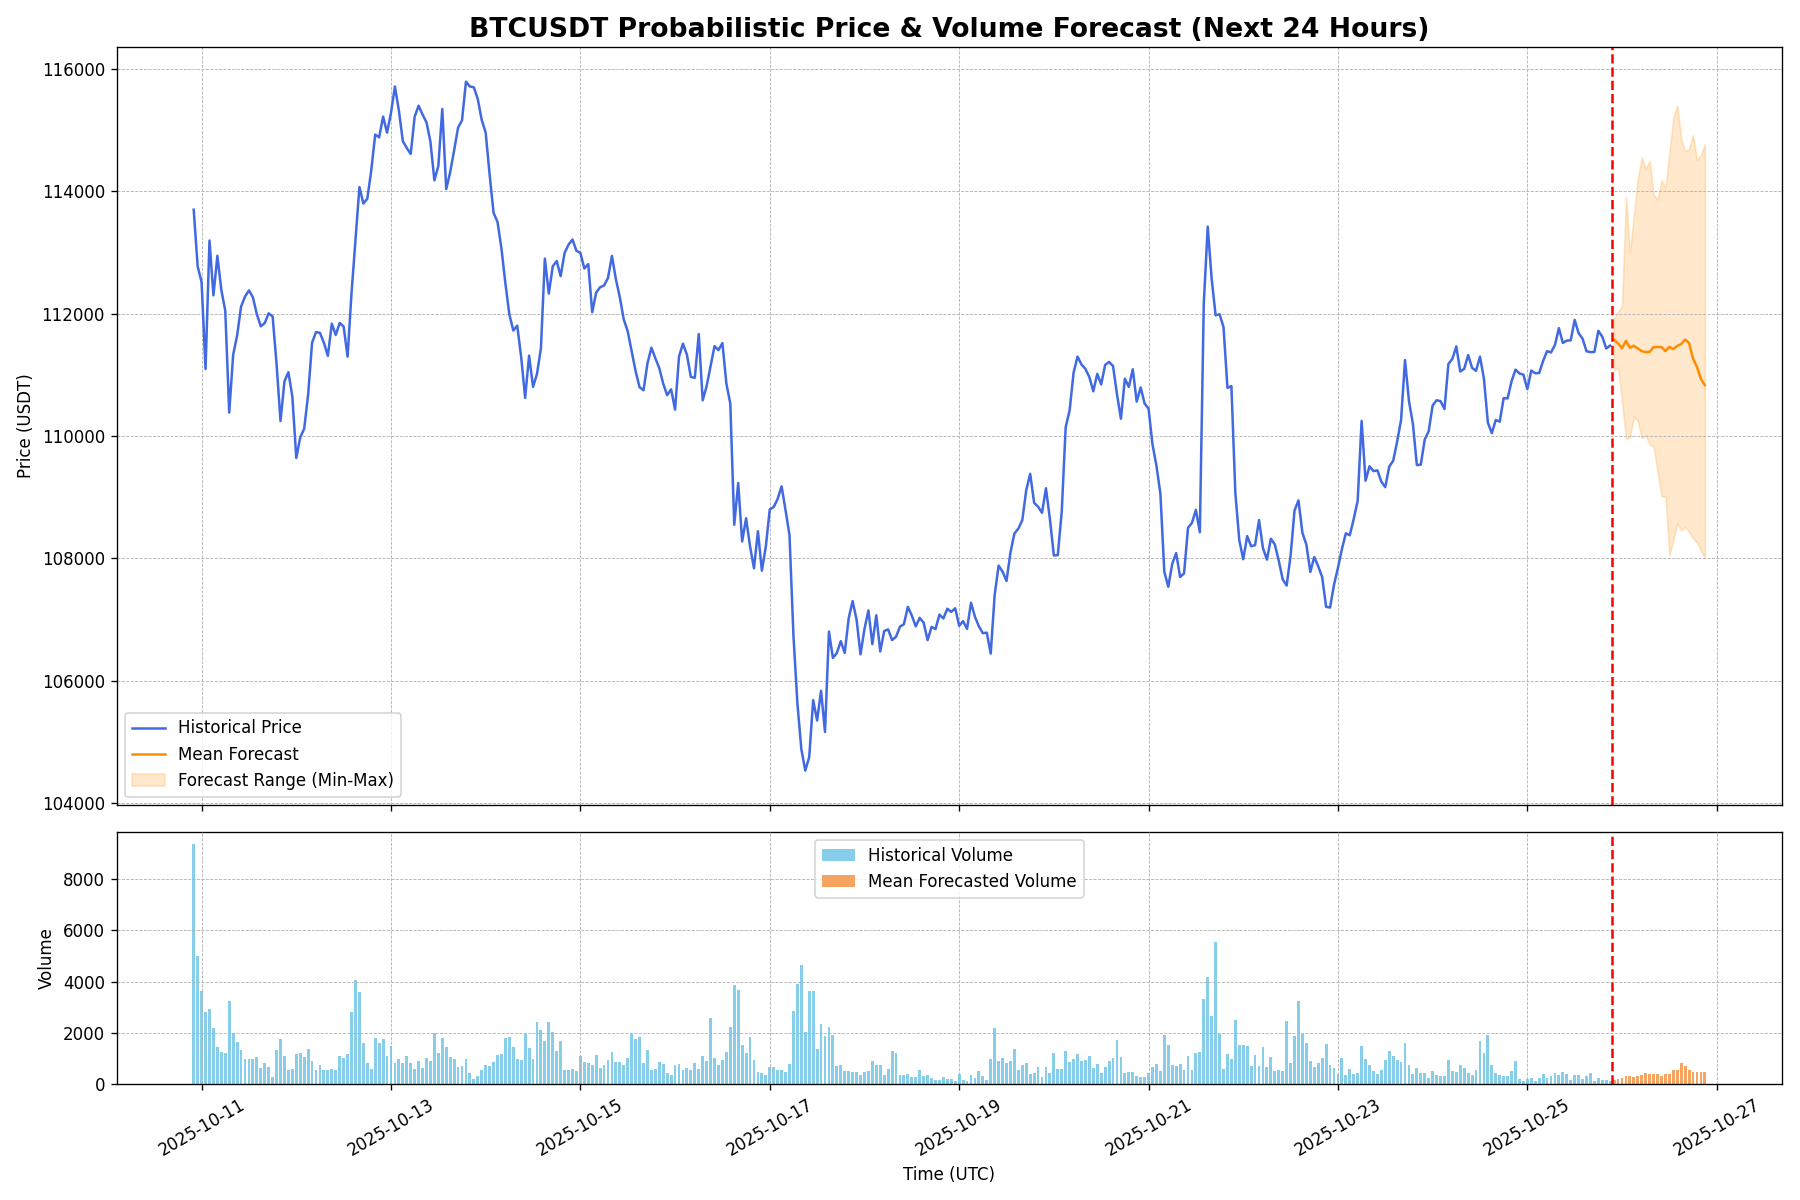 BTCUSDT Probabilistic Price & Volume Forecast (Next 24 Hours)
116000
114000
112000
110000
108000
106000
104000
Price (USDT)
Historical Price
Mean Forecast
Forecast Range (Min-Max)
8000
6000
4000
2000
0
Volume
Historical Volume
Mean Forecasted Volume
2025-10-11
2025-10-13
2025-10-15
2025-10-17
2025-10-19
2025-10-21
2025-10-23
2025-10-25
2025-10-27
Time (UTC)